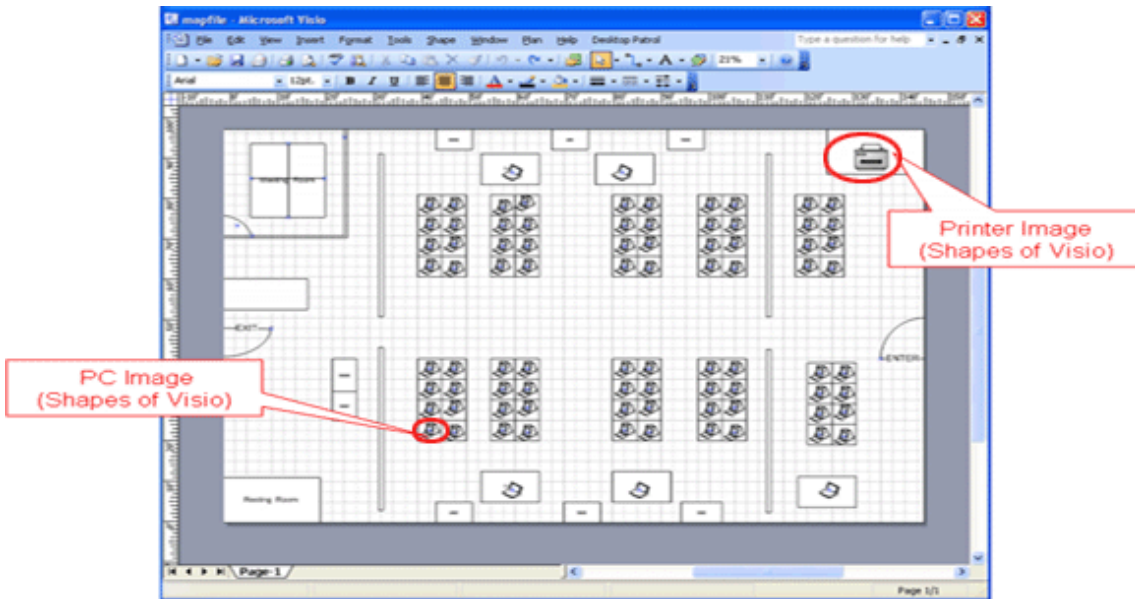 mapfile - Microsoft Visio
File Edit View Insert Format Tools Shape Window Plan Help Desktop Patrol
Type a question for help
21%
Arial 12pt. B I U
Printer Image
(Shapes of Visio)
EXIT
ENTER
PC Image
(Shapes of Visio)
Meeting Room
Page-1
Page 1/1